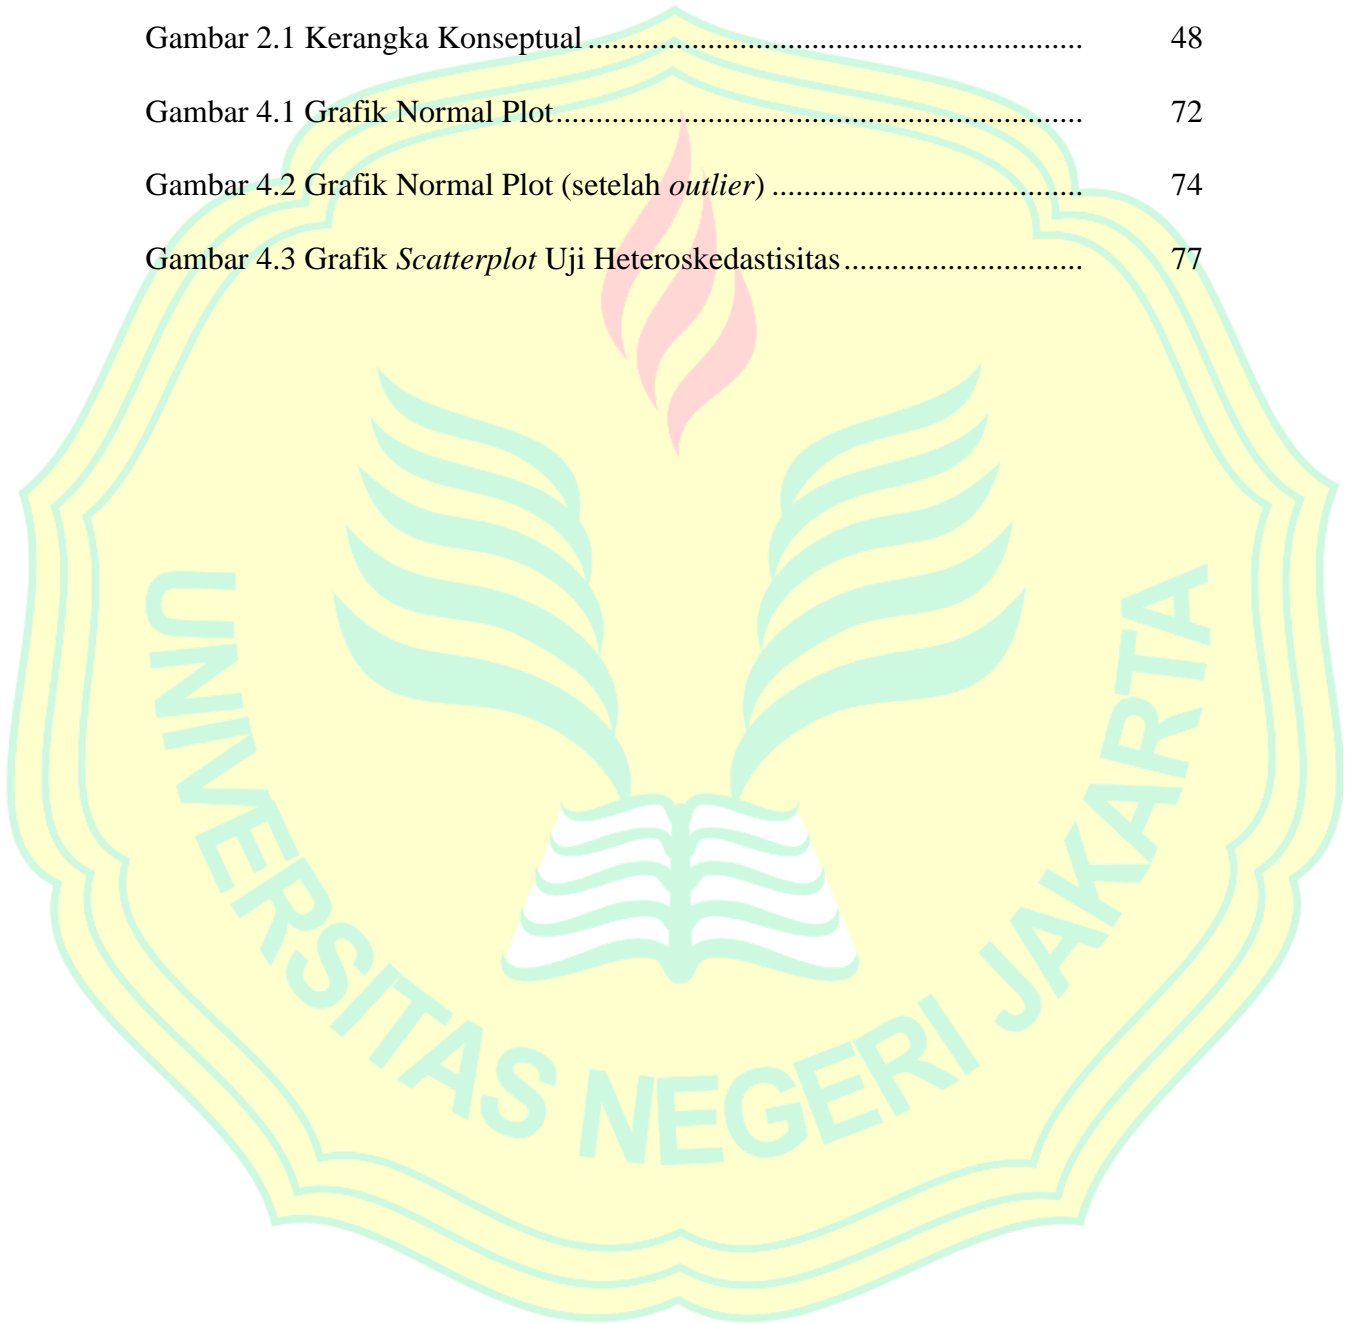 Gambar 2.1 Kerangka Konseptual ............................................................. 48
Gambar 4.1 Grafik Normal Plot................................................................. 72
Gambar 4.2 Grafik Normal Plot (setelah outlier) ...................................... 74
Gambar 4.3 Grafik Scatterplot Uji Heteroskedastisitas............................. 77
UNIVERSITAS NEGERI JAKARTA